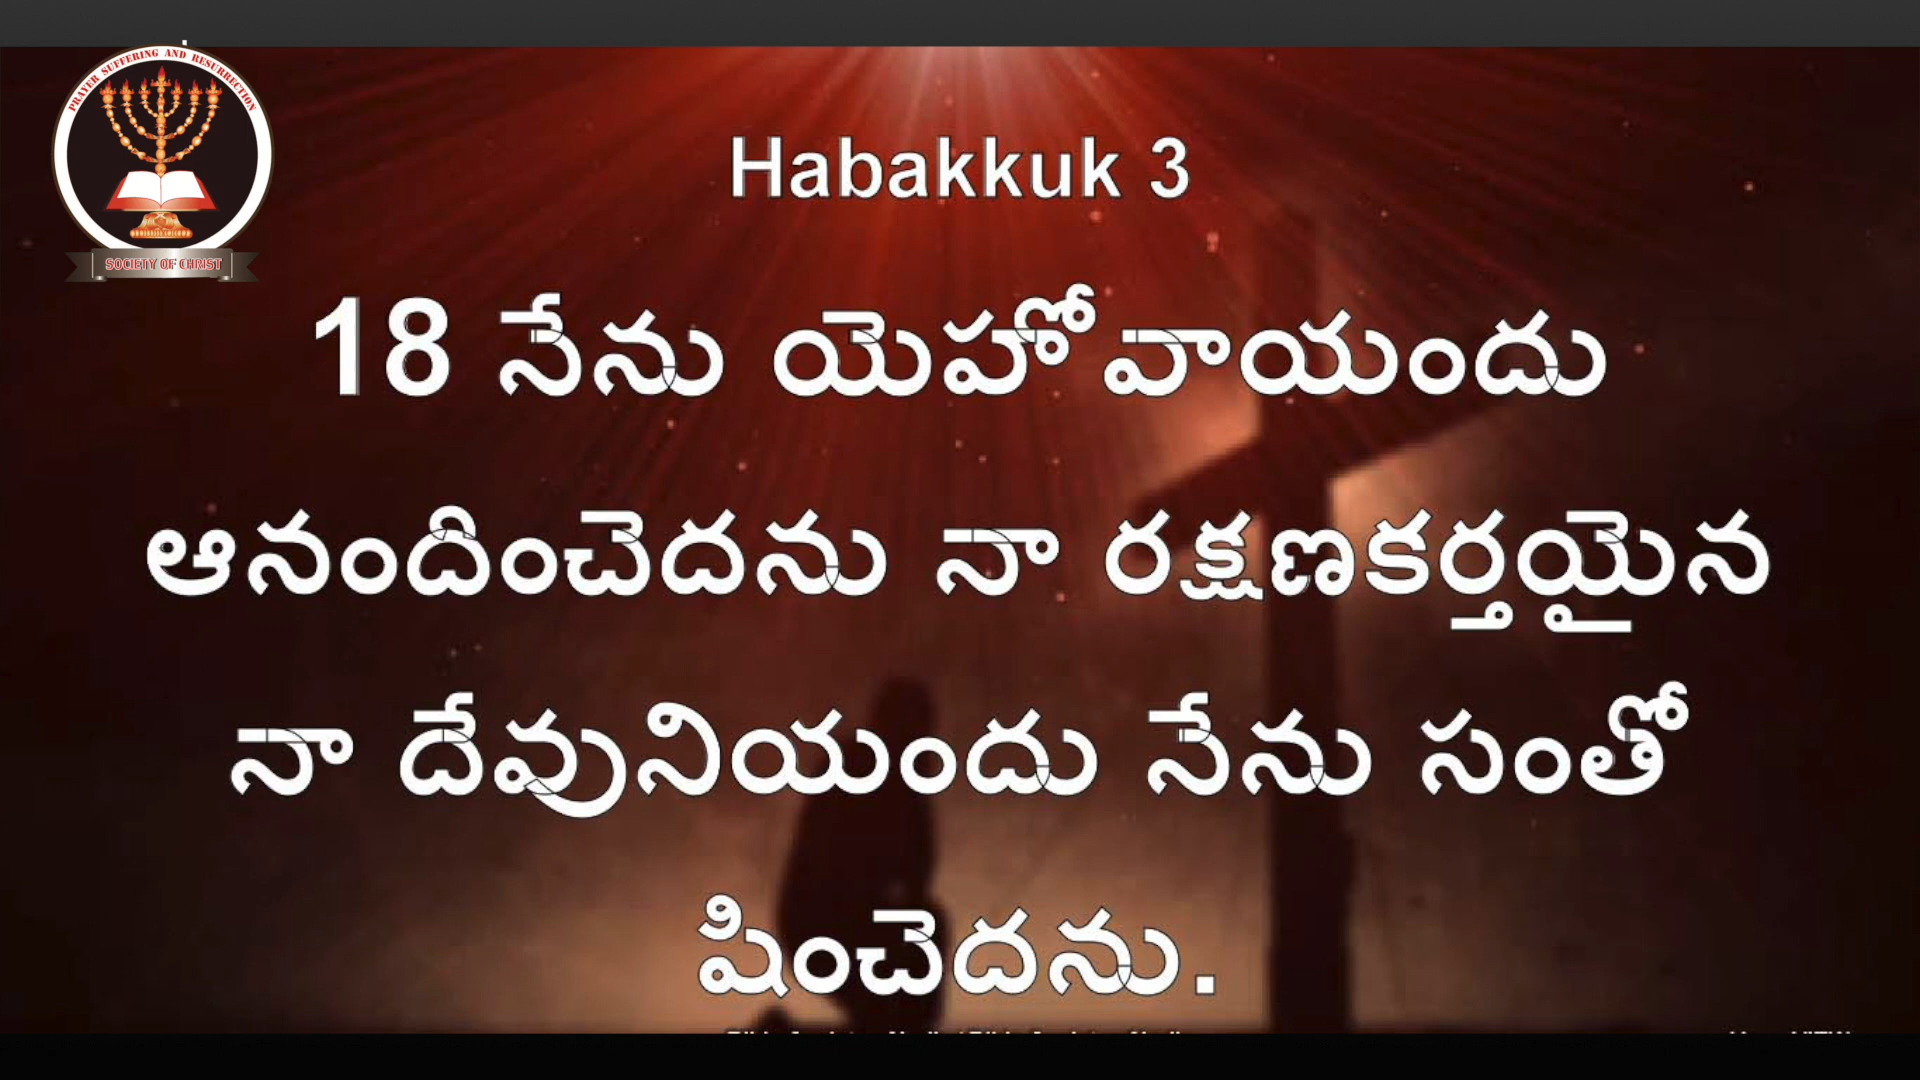 PRAYER SUFFERING AND RESURRECTION
SOCIETY OF CHRIST
Habakkuk 3
18 నేను యెహోవాయందు
ఆనందించెదను నా రక్షణకర్తయైన
నా దేవునియందు నేను సంతో
షించెదను.